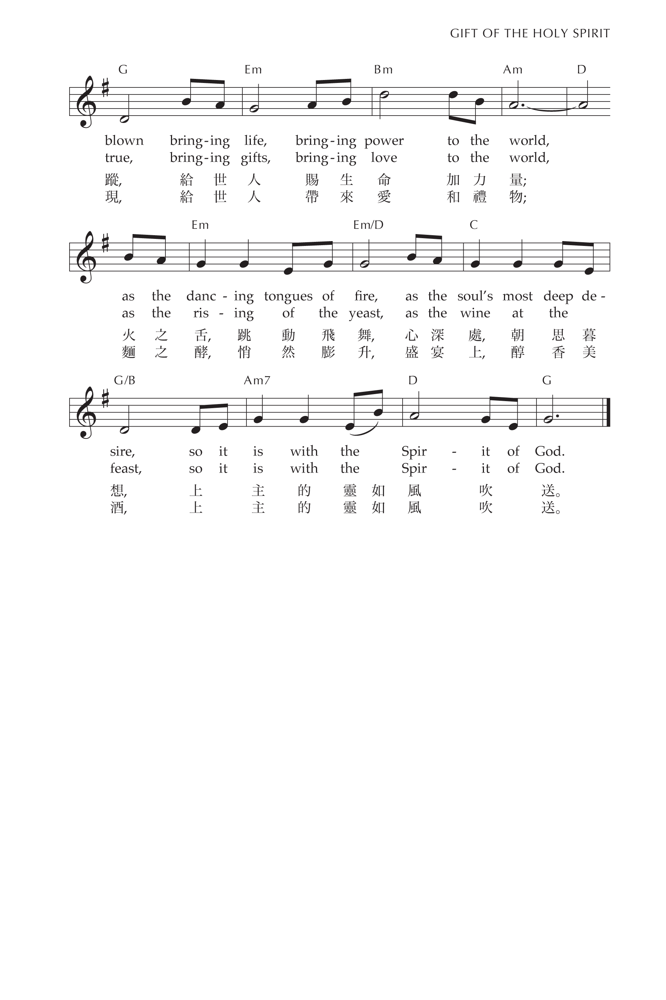 GIFT OF THE HOLY SPIRIT
G Em Bm Am D
blown bring-ing life, bring-ing power to the world,
true, bring-ing gifts, bring-ing love to the world,
蹤, 給 世 人 賜 生 命 加 力 量;
現, 給 世 人 帶 來 愛 和 禮 物;
Em Em/D C
as the danc - ing tongues of fire, as the soul's most deep de -
as the ris - ing of the yeast, as the wine at the
火 之 舌, 跳 動 飛 舞, 心 深 處, 朝 思 暮
麵 之 酵, 悄 然 膨 升, 盛 宴 上, 醇 香 美
G/B Am7 D G
sire, so it is with the Spir - it of God.
feast, so it is with the Spir - it of God.
想, 上 主 的 靈 如 風 吹 送。
酒, 上 主 的 靈 如 風 吹 送。